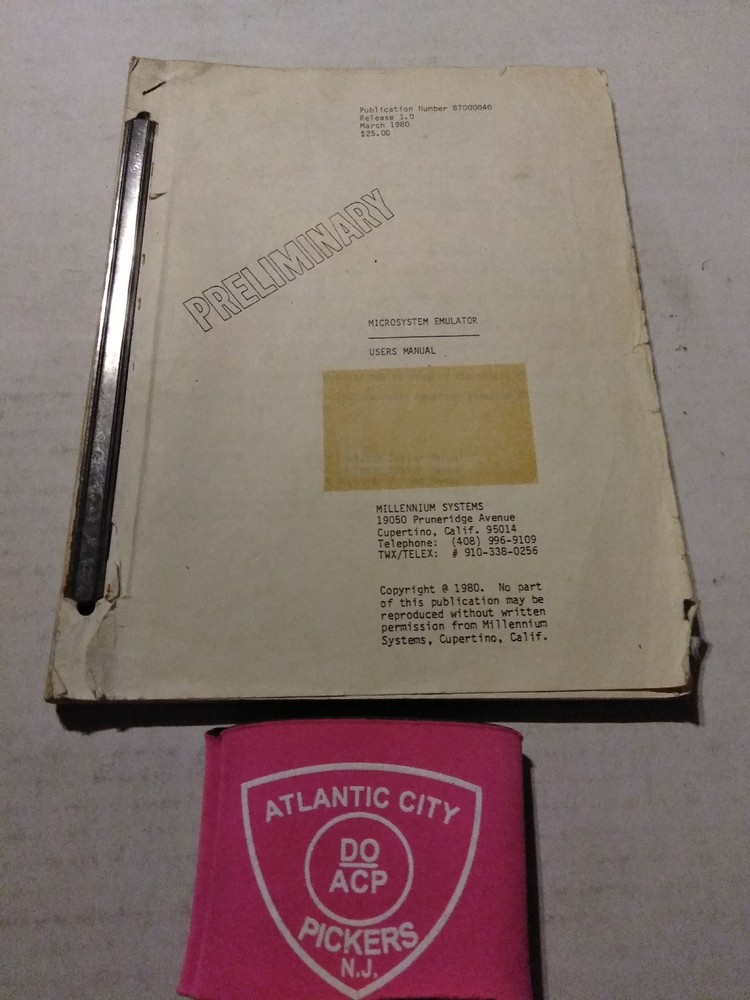 Publication Number 87000040
Release 1.0
March 1980
$25.00
PRELIMINARY
MICROSYSTEM EMULATOR
USERS MANUAL
MILLENNIUM SYSTEMS
19050 Pruneridge Avenue
Cupertino, Calif. 95014
Telephone: (408) 996-9109
TWX/TELEX: # 910-338-0256
Copyright @ 1980. No part
of this publication may be
reproduced without written
permission from Millennium
Systems, Cupertino, Calif.
ATLANTIC CITY
DO
ACP
PICKERS
N.J.